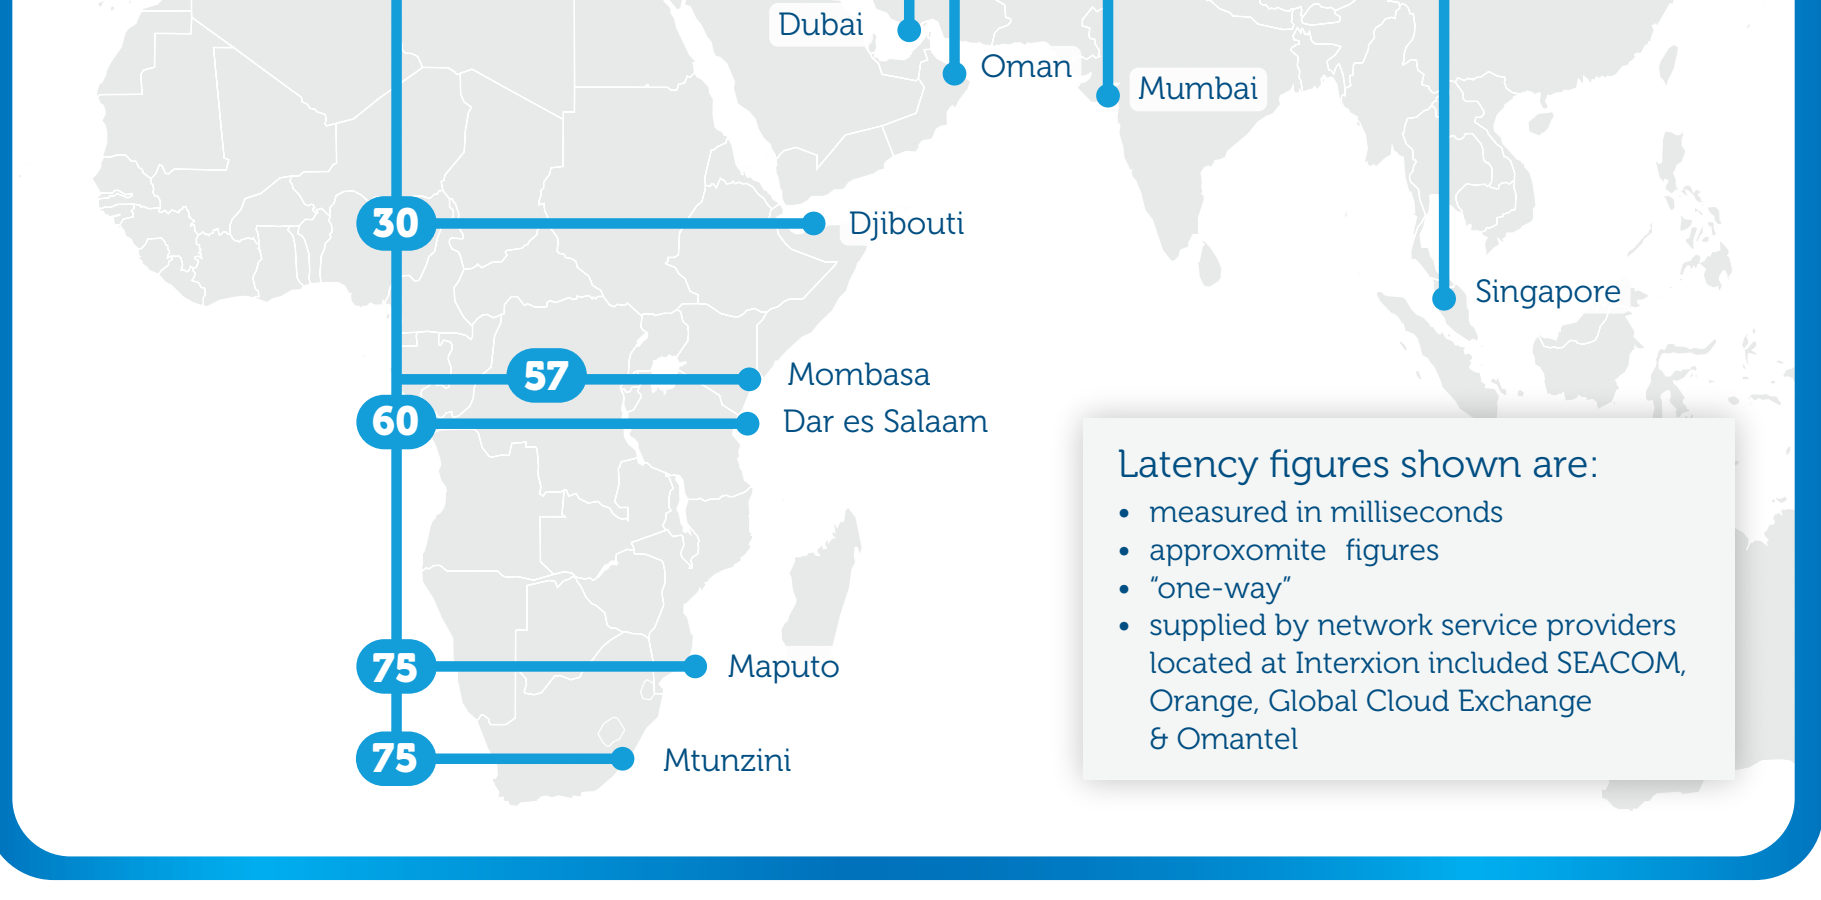 Dubai
Oman
Mumbai
30
Djibouti
Singapore
57
Mombasa
60
Dar es Salaam
Latency figures shown are:
• measured in milliseconds
• approxomite figures
• “one-way”
• supplied by network service providers
located at Interxion included SEACOM,
Orange, Global Cloud Exchange
& Omantel
75
Maputo
75
Mtunzini